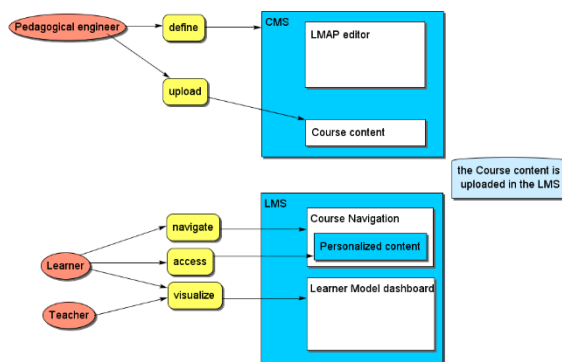 Pedagogical engineer
define
CMS
LMAP editor
upload
Course content
the Course content is
uploaded in the LMS
LMS
navigate
Course Navigation
Personalized content
Learner
access
visualize
Learner Model dashboard
Teacher